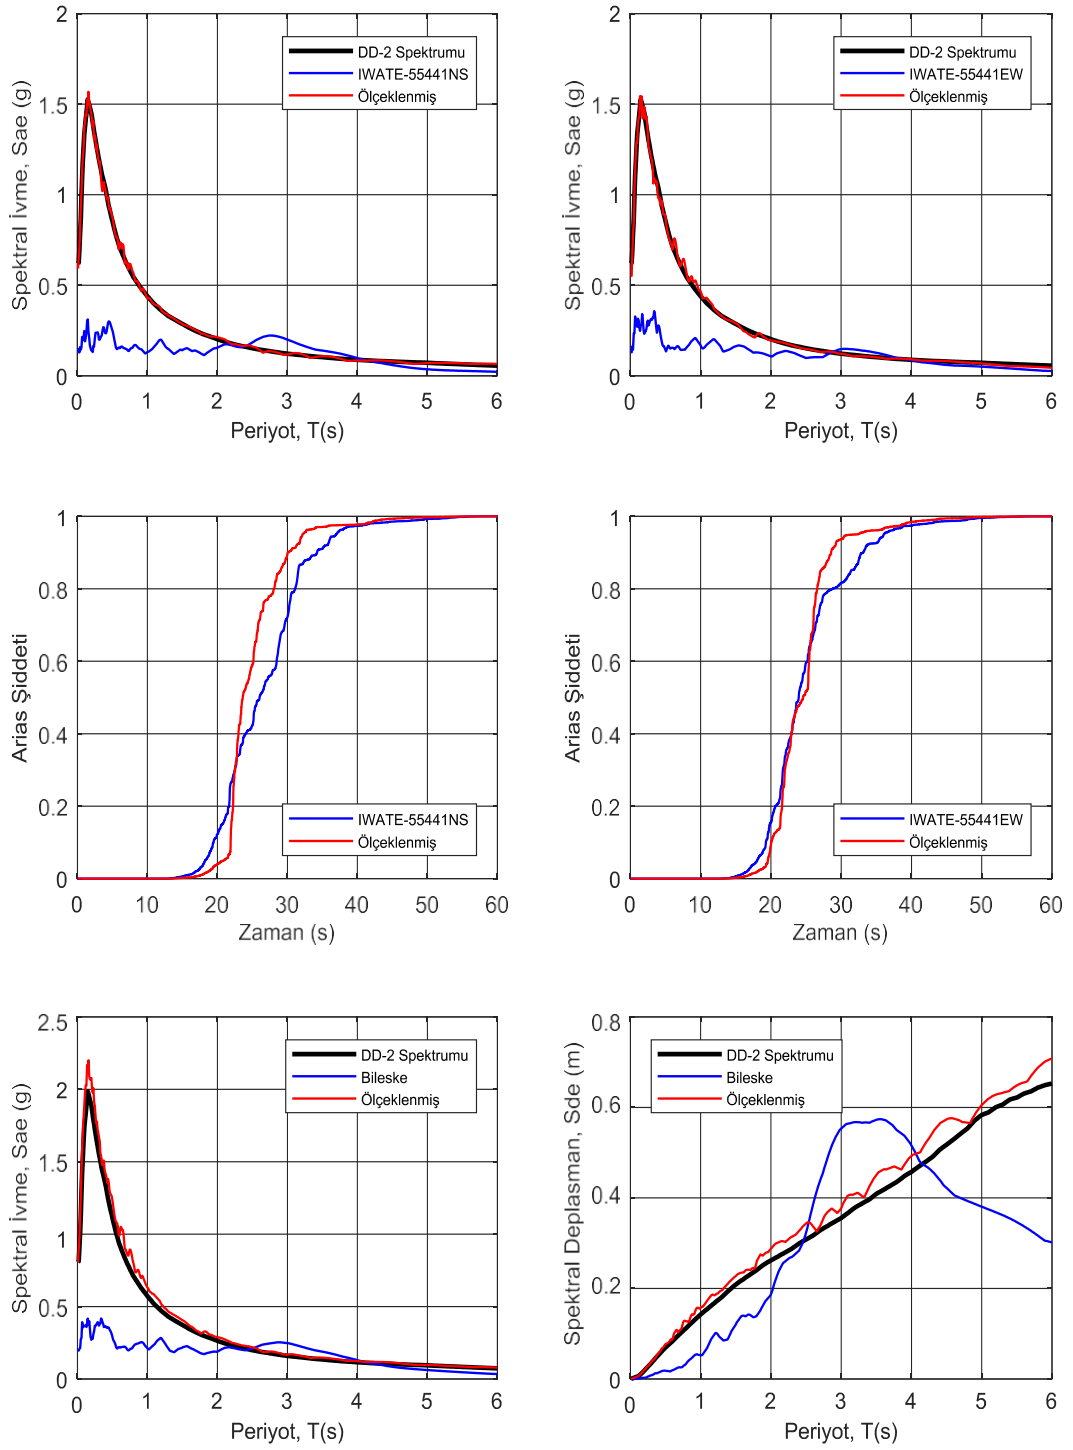 2
1.5
1
0.5
0
0 1 2 3 4 5 6
Spektral İvme, Sae (g)
Periyot, T(s)
DD-2 Spektrumu
IWATE-55441NS
Ölçeklenmiş
2
1.5
1
0.5
0
0 1 2 3 4 5 6
Spektral İvme, Sae (g)
Periyot, T(s)
DD-2 Spektrumu
IWATE-55441EW
Ölçeklenmiş
1
0.8
0.6
0.4
0.2
0
0 10 20 30 40 50 60
Arias Şiddeti
Zaman (s)
IWATE-55441NS
Ölçeklenmiş
1
0.8
0.6
0.4
0.2
0
0 10 20 30 40 50 60
Arias Şiddeti
Zaman (s)
IWATE-55441EW
Ölçeklenmiş
2.5
2
1.5
1
0.5
0
0 1 2 3 4 5 6
Spektral İvme, Sae (g)
Periyot, T(s)
DD-2 Spektrumu
Bileske
Ölçeklenmiş
0.8
0.6
0.4
0.2
0
0 1 2 3 4 5 6
Spektral Deplasman, Sde (m)
Periyot, T(s)
DD-2 Spektrumu
Bileske
Ölçeklenmiş